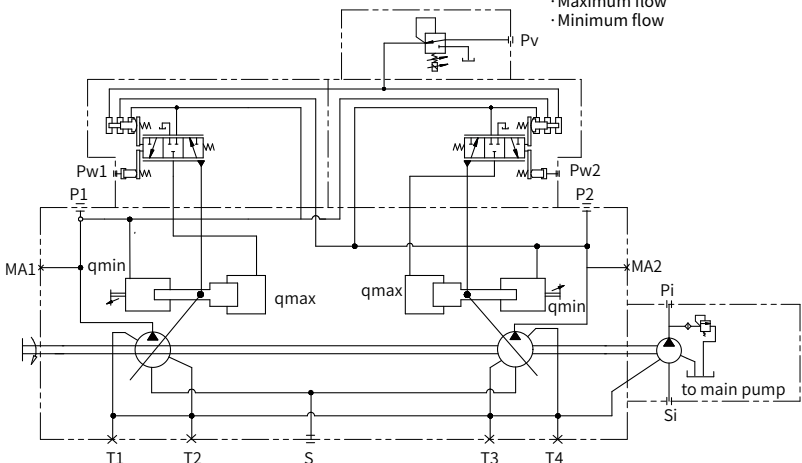 ·Maximum flow
·Minimum flow
Pv
Pw1
Pw2
P1
P2
MA1
qmin
qmax
qmax
qmin
MA2
Pi
to main pump
Si
T1
T2
S
T3
T4